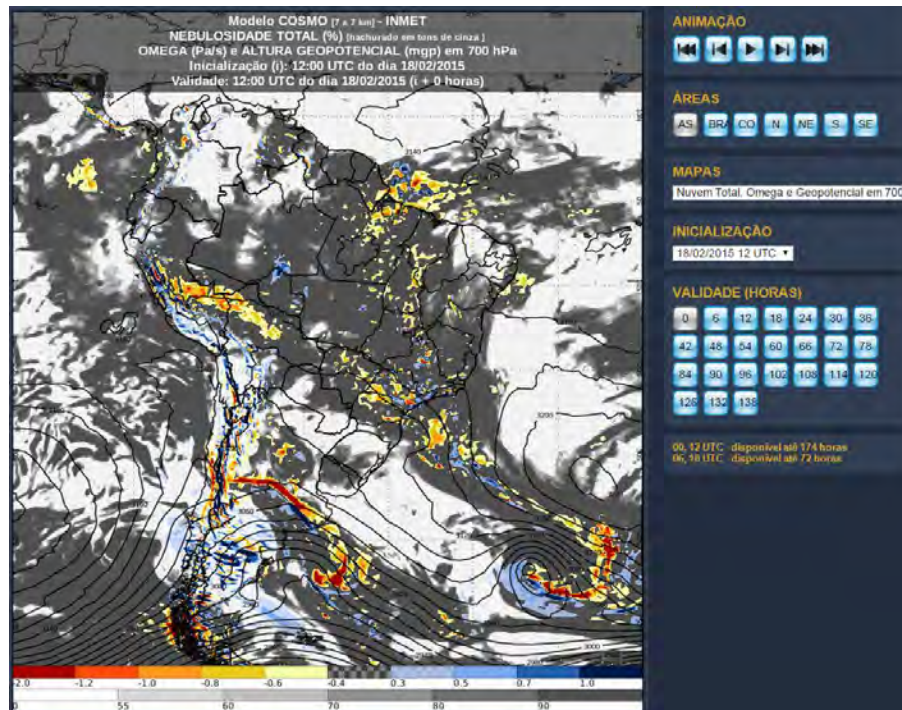 Modelo COSMO [7 x 7 km] - INMET
NEBULOSIDADE TOTAL (%) [hachurado em tons de cinza ]
OMEGA (Pa/s) e ALTURA GEOPOTENCIAL (mgp) em 700 hPa
Inicialização (i): 12:00 UTC do dia 18/02/2015
Validade: 12:00 UTC do dia 18/02/2015 (i + 0 horas)
3140
3200
3060
3000
-2.0 -1.2 -1.0 -0.8 -0.6 -0.4 0.3 0.5 0.7 1.0
0 55 60 70 80 90
ANIMAÇÃO
ÁREAS
AS BRA CO N NE S SE
MAPAS
Nuvem Total, Omega e Geopotencial em 700
INICIALIZAÇÃO
18/02/2015 12 UTC
VALIDADE (HORAS)
0 6 12 18 24 30 36
42 48 54 60 66 72 78
84 90 96 102 108 114 120
126 132 138
00, 12 UTC - disponível até 174 horas
06, 18 UTC - disponível até 72 horas